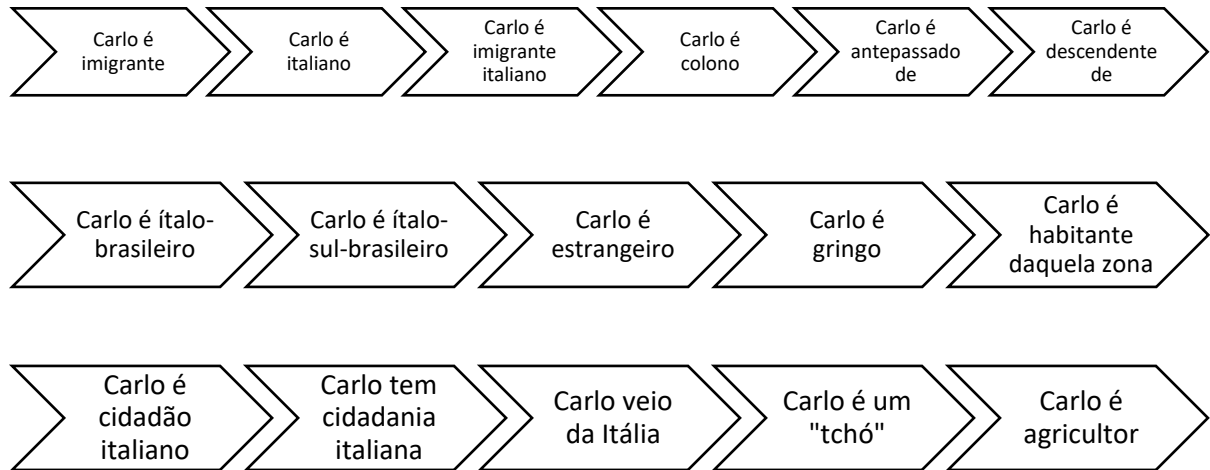 Carlo é
imigrante
Carlo é
italiano
Carlo é
imigrante
italiano
Carlo é
colono
Carlo é
antepassado
de
Carlo é
descendente
de
Carlo é ítalo-
brasileiro
Carlo é ítalo-
sul-brasileiro
Carlo é
estrangeiro
Carlo é
gringo
Carlo é
habitante
daquela zona
Carlo é
cidadão
italiano
Carlo tem
cidadania
italiana
Carlo veio
da Itália
Carlo é um
"tchó"
Carlo é
agricultor